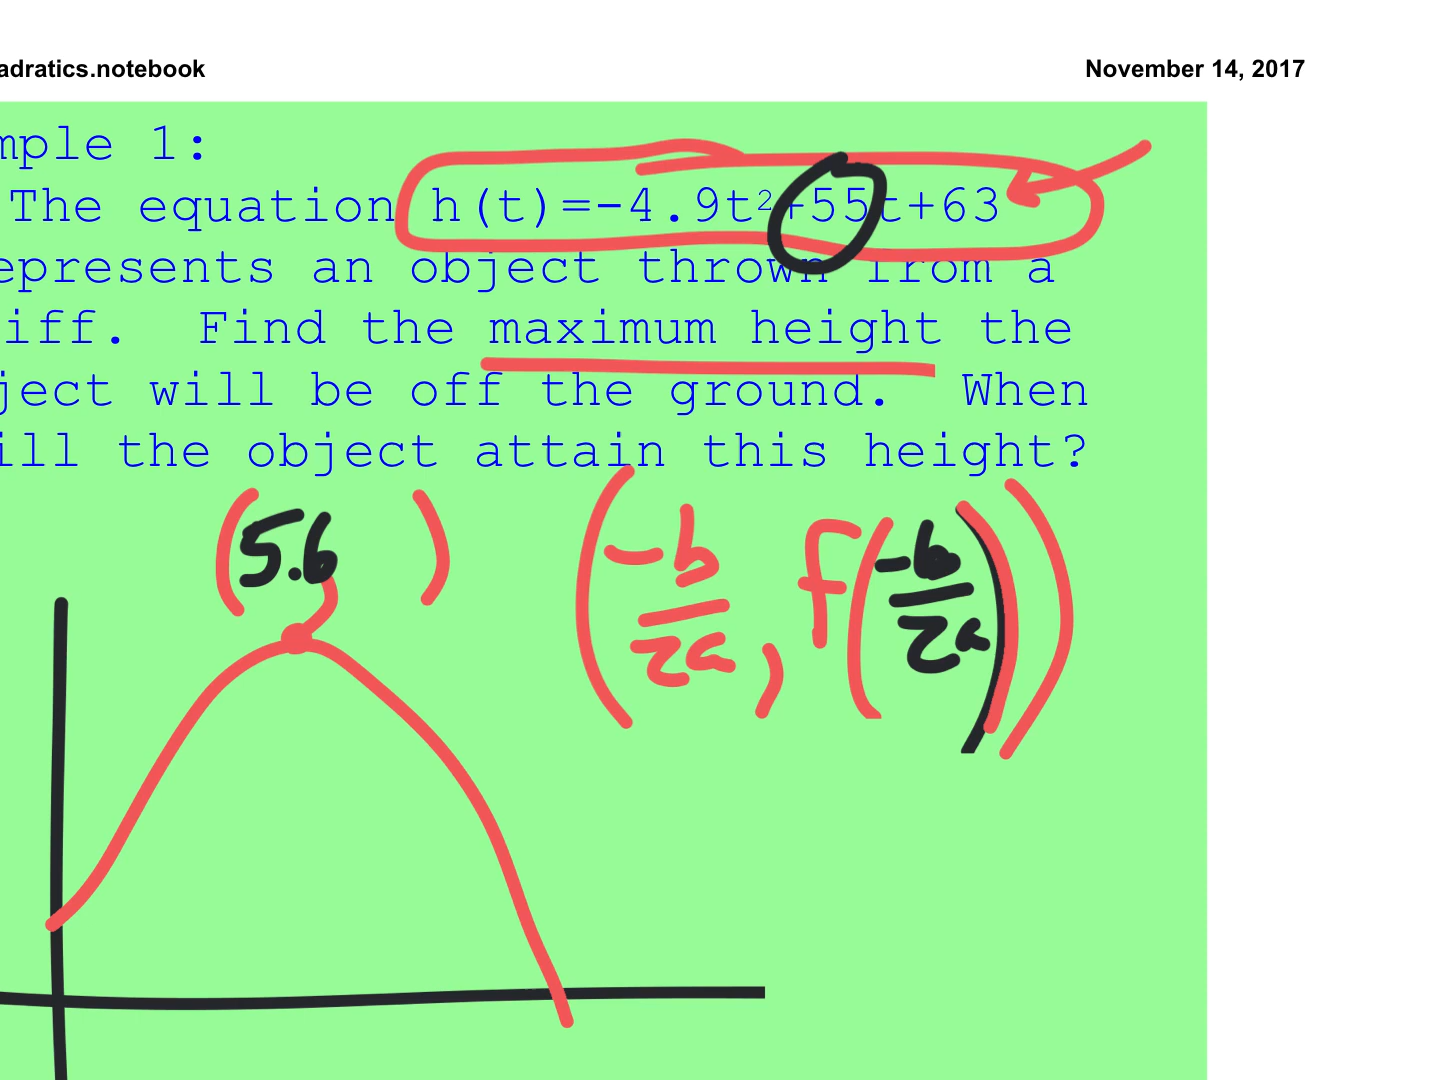 adratics.notebook November 14, 2017
mple 1:
The equation h(t)=-4.9t²+55t+63
epresents an object thrown from a
iff. Find the maximum height the
ject will be off the ground. When
ill the object attain this height?
(5.6 ) (-b/2a, f(-b/2a))